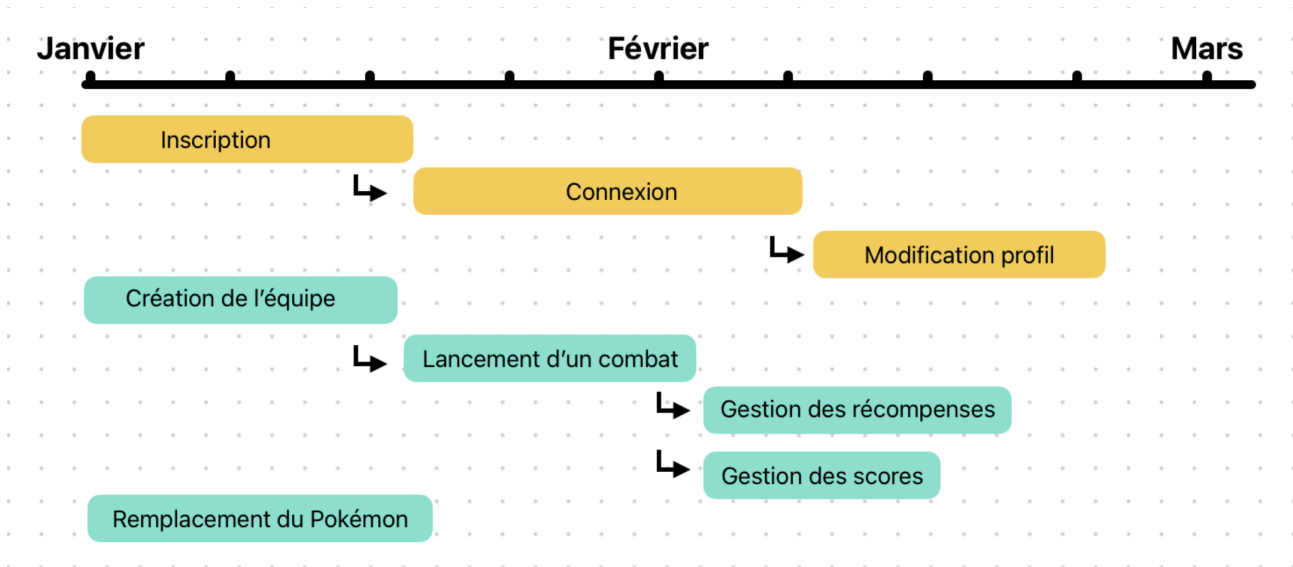 Janvier
Février
Mars
Inscription
Connexion
Modification profil
Création de l’équipe
Lancement d’un combat
Gestion des récompenses
Gestion des scores
Remplacement du Pokémon